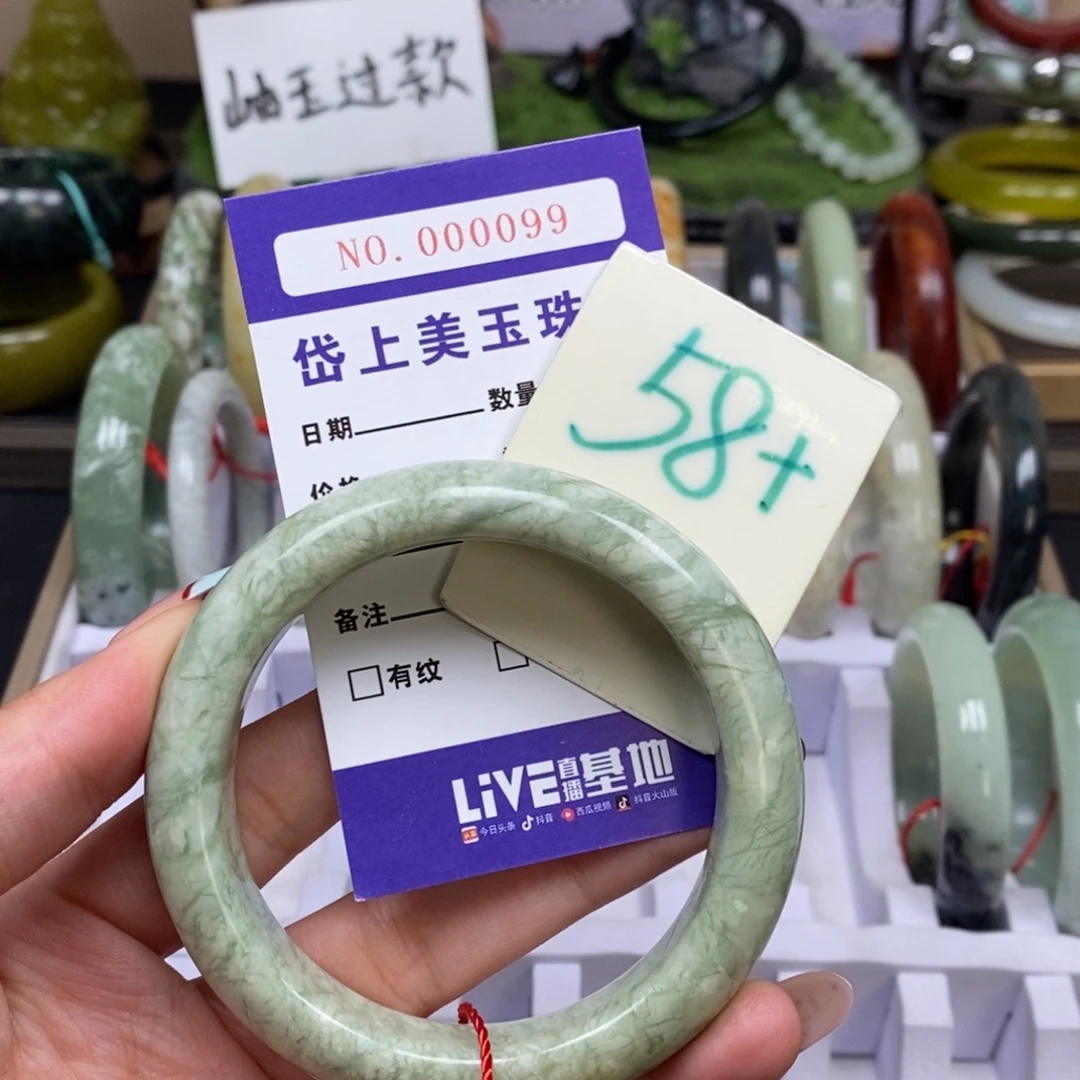 岫玉过款
NO.000099
岱上美玉珠
日期 数量
58+
备注
有纹
LiVE直播基地
今日头条 抖音 西瓜视频 抖音火山版